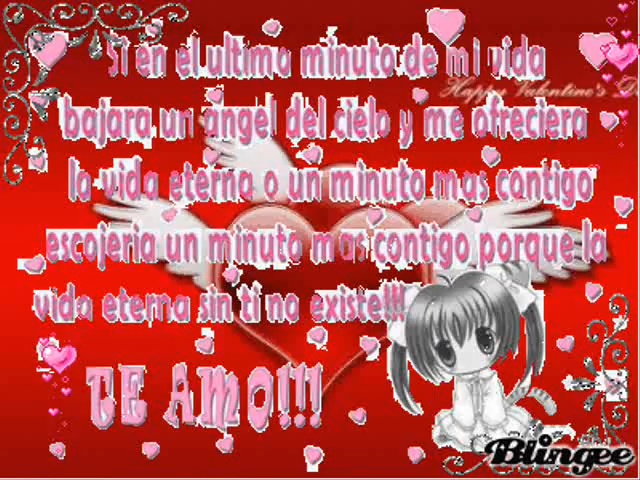 Si en el ultimo minuto de mi vida
Happy Valentine's D
bajara un angel del cielo y me ofreciera
la vida eterna o un minuto mas contigo
escojeria un minuto mas contigo porque la
vida eterna sin ti no existe!!!
TE AMO!!!
Blingee